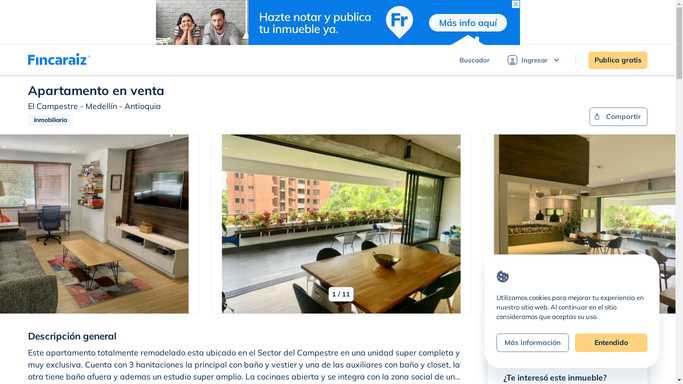 Hazte notar y publica
tu inmueble ya.
Fr
Más info aquí
Fincaraiz
Buscador
Ingresar
Publica gratis
Apartamento en venta
El Campestre - Medellín - Antioquia
Inmobiliaria
Compartir
1 / 11
Utilizamos cookies para mejorar tu experiencia en
nuestro sitio web. Al continuar en el sitio
consideramos que aceptas su uso.
Más información
Entendido
Descripción general
Este apartamento totalmente remodelado esta ubicado en el Sector del Campestre en una unidad super completa y
muy exclusiva. Cuenta con 3 hanitaciones la principal con baño y vestier y una de las auxiliares con baño y closet, la
otra tiene baño afuera y ademas un estudio super amplio. La cocinaes abierta y se integra con la zona social de un...
¿Te interesó este inmueble?